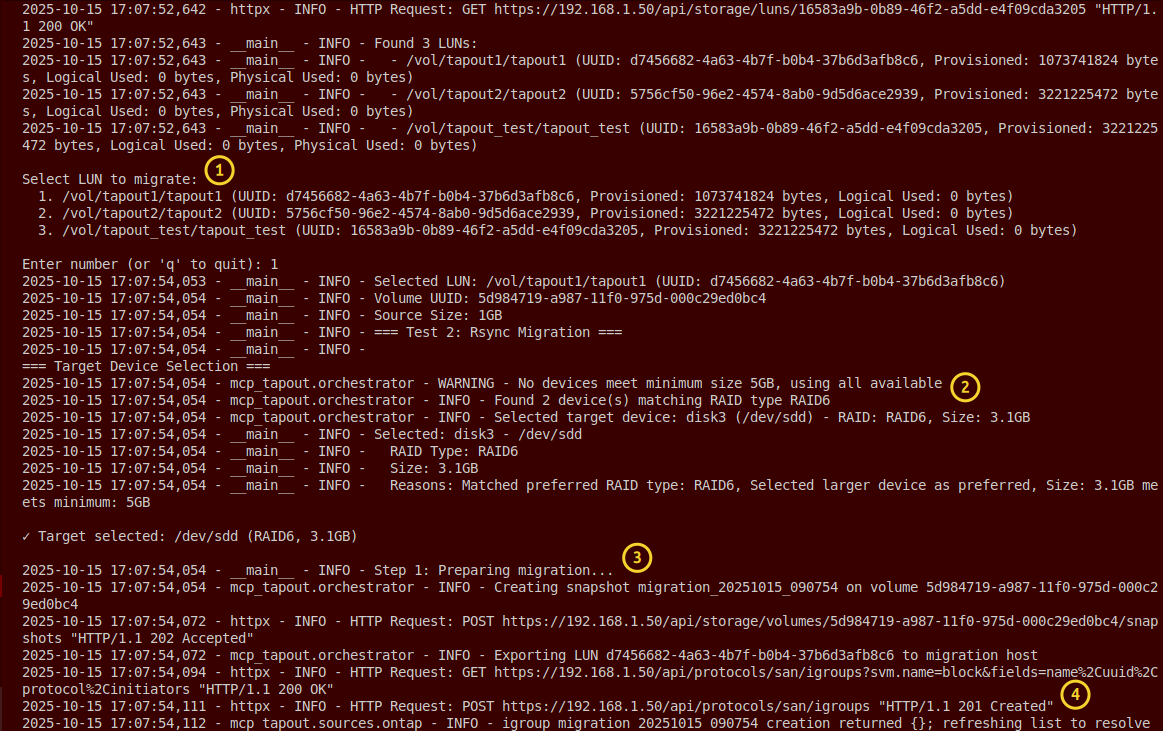 2025-10-15 17:07:52,642 - httpx - INFO - HTTP Request: GET https://192.168.1.50/api/storage/luns/16583a9b-0b89-46f2-a5dd-e4f09cda3205 "HTTP/1.
1 200 OK"
2025-10-15 17:07:52,643 - __main__ - INFO - Found 3 LUNs:
2025-10-15 17:07:52,643 - __main__ - INFO -   - /vol/tapout1/tapout1 (UUID: d7456682-4a63-4b7f-b0b4-37b6d3afb8c6, Provisioned: 1073741824 byte
s, Logical Used: 0 bytes, Physical Used: 0 bytes)
2025-10-15 17:07:52,643 - __main__ - INFO -   - /vol/tapout2/tapout2 (UUID: 5756cf50-96e2-4574-8ab0-9d5d6ace2939, Provisioned: 3221225472 byte
s, Logical Used: 0 bytes, Physical Used: 0 bytes)
2025-10-15 17:07:52,643 - __main__ - INFO -   - /vol/tapout_test/tapout_test (UUID: 16583a9b-0b89-46f2-a5dd-e4f09cda3205, Provisioned: 3221225
472 bytes, Logical Used: 0 bytes, Physical Used: 0 bytes)
1
Select LUN to migrate:
  1. /vol/tapout1/tapout1 (UUID: d7456682-4a63-4b7f-b0b4-37b6d3afb8c6, Provisioned: 1073741824 bytes, Logical Used: 0 bytes)
  2. /vol/tapout2/tapout2 (UUID: 5756cf50-96e2-4574-8ab0-9d5d6ace2939, Provisioned: 3221225472 bytes, Logical Used: 0 bytes)
  3. /vol/tapout_test/tapout_test (UUID: 16583a9b-0b89-46f2-a5dd-e4f09cda3205, Provisioned: 3221225472 bytes, Logical Used: 0 bytes)
Enter number (or 'q' to quit): 1
2025-10-15 17:07:54,053 - __main__ - INFO - Selected LUN: /vol/tapout1/tapout1 (UUID: d7456682-4a63-4b7f-b0b4-37b6d3afb8c6)
2025-10-15 17:07:54,054 - __main__ - INFO - Volume UUID: 5d984719-a987-11f0-975d-000c29ed0bc4
2025-10-15 17:07:54,054 - __main__ - INFO - Source Size: 1GB
2025-10-15 17:07:54,054 - __main__ - INFO - === Test 2: Rsync Migration ===
2025-10-15 17:07:54,054 - __main__ - INFO -
=== Target Device Selection ===
2025-10-15 17:07:54,054 - mcp_tapout.orchestrator - WARNING - No devices meet minimum size 5GB, using all available
2
2025-10-15 17:07:54,054 - mcp_tapout.orchestrator - INFO - Found 2 device(s) matching RAID type RAID6
2025-10-15 17:07:54,054 - mcp_tapout.orchestrator - INFO - Selected target device: disk3 (/dev/sdd) - RAID: RAID6, Size: 3.1GB
2025-10-15 17:07:54,054 - __main__ - INFO - Selected: disk3 - /dev/sdd
2025-10-15 17:07:54,054 - __main__ - INFO -   RAID Type: RAID6
2025-10-15 17:07:54,054 - __main__ - INFO -   Size: 3.1GB
2025-10-15 17:07:54,054 - __main__ - INFO -   Reasons: Matched preferred RAID type: RAID6, Selected larger device as preferred, Size: 3.1GB me
ets minimum: 5GB
✓ Target selected: /dev/sdd (RAID6, 3.1GB)
3
2025-10-15 17:07:54,054 - __main__ - INFO - Step 1: Preparing migration...
2025-10-15 17:07:54,054 - mcp_tapout.orchestrator - INFO - Creating snapshot migration_20251015_090754 on volume 5d984719-a987-11f0-975d-000c2
9ed0bc4
2025-10-15 17:07:54,072 - httpx - INFO - HTTP Request: POST https://192.168.1.50/api/storage/volumes/5d984719-a987-11f0-975d-000c29ed0bc4/snap
shots "HTTP/1.1 202 Accepted"
2025-10-15 17:07:54,072 - mcp_tapout.orchestrator - INFO - Exporting LUN d7456682-4a63-4b7f-b0b4-37b6d3afb8c6 to migration host
2025-10-15 17:07:54,094 - httpx - INFO - HTTP Request: GET https://192.168.1.50/api/protocols/san/igroups?svm.name=block&fields=name%2Cuuid%2C
protocol%2Cinitiators "HTTP/1.1 200 OK"
4
2025-10-15 17:07:54,111 - httpx - INFO - HTTP Request: POST https://192.168.1.50/api/protocols/san/igroups "HTTP/1.1 201 Created"
2025-10-15 17:07:54,112 - mcp_tapout.sources.ontap - INFO - igroup migration_20251015_090754 creation returned {}; refreshing list to resolve